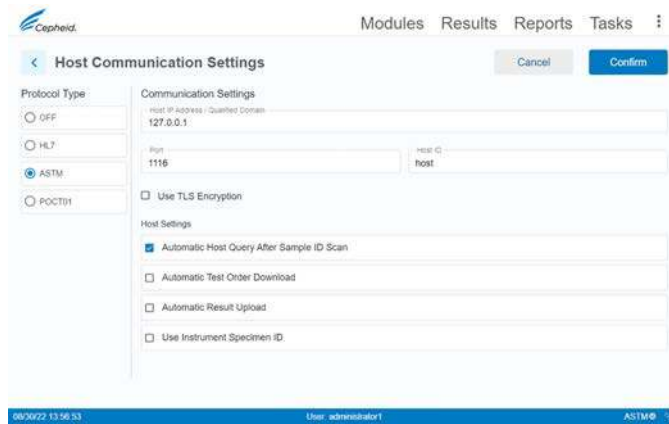 Cepheid.
Modules Results Reports Tasks
Host Communication Settings
Cancel
Confirm
Protocol Type
OFF
HL7
ASTM
POCT01
Communication Settings
Host IP Address / Qualified Domain
127.0.0.1
Port
1116
Host ID
host
Use TLS Encryption
Host Settings
Automatic Host Query After Sample ID Scan
Automatic Test Order Download
Automatic Result Upload
Use Instrument Specimen ID
08/30/22 13:56:53
User: administrator1
ASTM